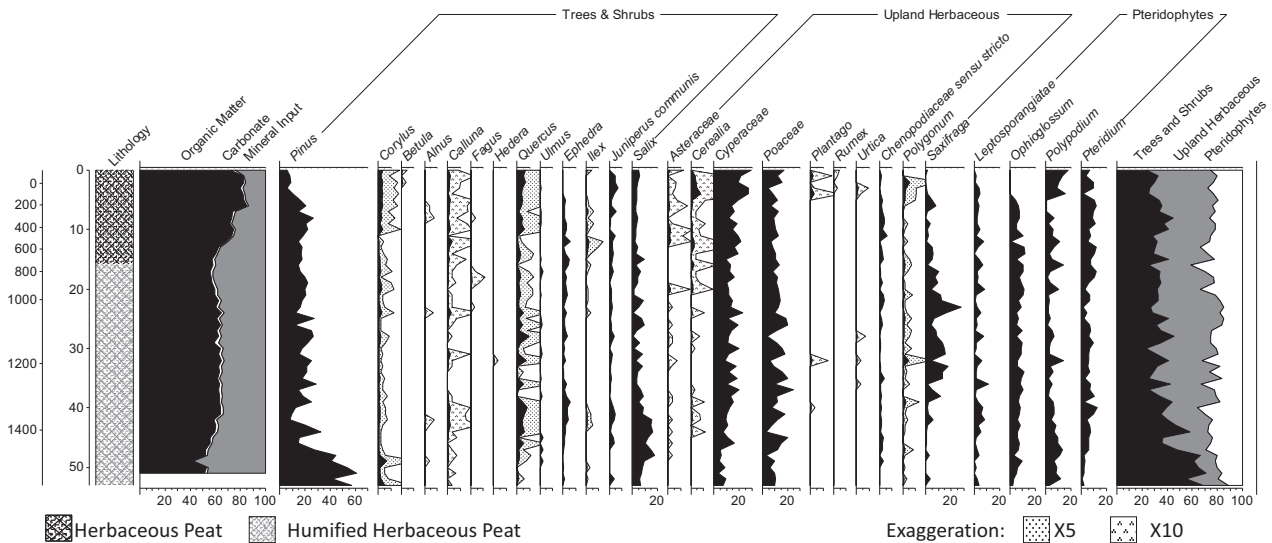 Trees & Shrubs Upland Herbaceous Pteridophytes
Lithology
Organic Matter
Carbonate
Mineral Input
Pinus
Corylus
Betula
Alnus
Calluna
Fagus
Hedera
Quercus
Ulmus
Ephedra
Ilex
Juniperus communis
Salix
Asteraceae
Cerealia
Cyperaceae
Poaceae
Plantago
Rumex
Urtica
Chenopodiaceae sensu stricto
Polygonum
Saxifraga
Leptosporangiatae
Ophioglossum
Polypodium
Pteridium
Trees and Shrubs
Upland Herbaceous
Pteridophytes
0
200
400
600
800
1000
1200
1400
0
10
20
30
40
50
20 40 60 80 100 20 40 60 20 20 20 20 20 20 20 20 40 60 80 100
Herbaceous Peat Humified Herbaceous Peat Exaggeration: X5 X10